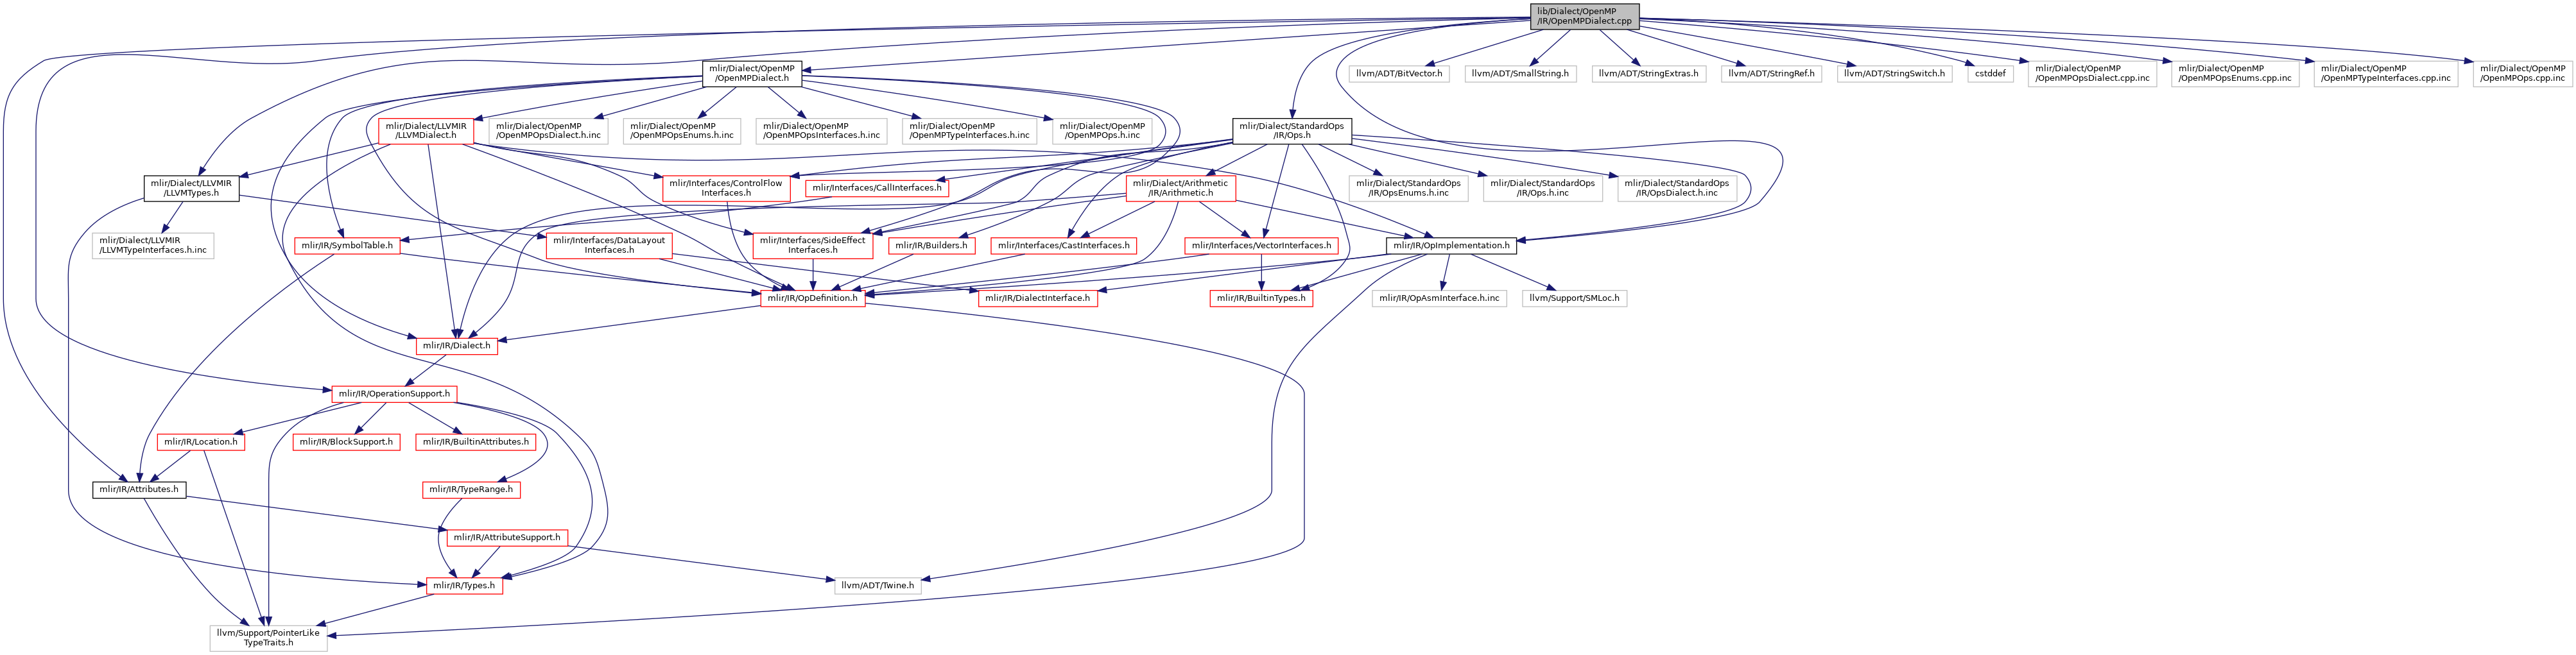 lib/Dialect/OpenMP
/IR/OpenMPDialect.cpp
mlir/Dialect/OpenMP
/OpenMPDialect.h
llvm/ADT/BitVector.h
llvm/ADT/SmallString.h
llvm/ADT/StringExtras.h
llvm/ADT/StringRef.h
llvm/ADT/StringSwitch.h
cstddef
mlir/Dialect/OpenMP
/OpenMPOpsDialect.cpp.inc
mlir/Dialect/OpenMP
/OpenMPOpsEnums.cpp.inc
mlir/Dialect/OpenMP
/OpenMPTypeInterfaces.cpp.inc
mlir/Dialect/OpenMP
/OpenMPOps.cpp.inc
mlir/Dialect/LLVMIR
/LLVMDialect.h
mlir/Dialect/OpenMP
/OpenMPOpsDialect.h.inc
mlir/Dialect/OpenMP
/OpenMPOpsEnums.h.inc
mlir/Dialect/OpenMP
/OpenMPOpsInterfaces.h.inc
mlir/Dialect/OpenMP
/OpenMPTypeInterfaces.h.inc
mlir/Dialect/OpenMP
/OpenMPOps.h.inc
mlir/Dialect/StandardOps
/IR/Ops.h
mlir/Dialect/LLVMIR
/LLVMTypes.h
mlir/Interfaces/ControlFlow
Interfaces.h
mlir/Interfaces/CallInterfaces.h
mlir/Dialect/Arithmetic
/IR/Arithmetic.h
mlir/Dialect/StandardOps
/IR/OpsEnums.h.inc
mlir/Dialect/StandardOps
/IR/Ops.h.inc
mlir/Dialect/StandardOps
/IR/OpsDialect.h.inc
mlir/Dialect/LLVMIR
/LLVMTypeInterfaces.h.inc
mlir/IR/SymbolTable.h
mlir/Interfaces/DataLayout
Interfaces.h
mlir/Interfaces/SideEffect
Interfaces.h
mlir/IR/Builders.h
mlir/Interfaces/CastInterfaces.h
mlir/Interfaces/VectorInterfaces.h
mlir/IR/OpImplementation.h
mlir/IR/OpDefinition.h
mlir/IR/DialectInterface.h
mlir/IR/BuiltinTypes.h
mlir/IR/OpAsmInterface.h.inc
llvm/Support/SMLoc.h
mlir/IR/Dialect.h
mlir/IR/OperationSupport.h
mlir/IR/Location.h
mlir/IR/BlockSupport.h
mlir/IR/BuiltinAttributes.h
mlir/IR/Attributes.h
mlir/IR/TypeRange.h
mlir/IR/AttributeSupport.h
mlir/IR/Types.h
llvm/ADT/Twine.h
llvm/Support/PointerLike
TypeTraits.h